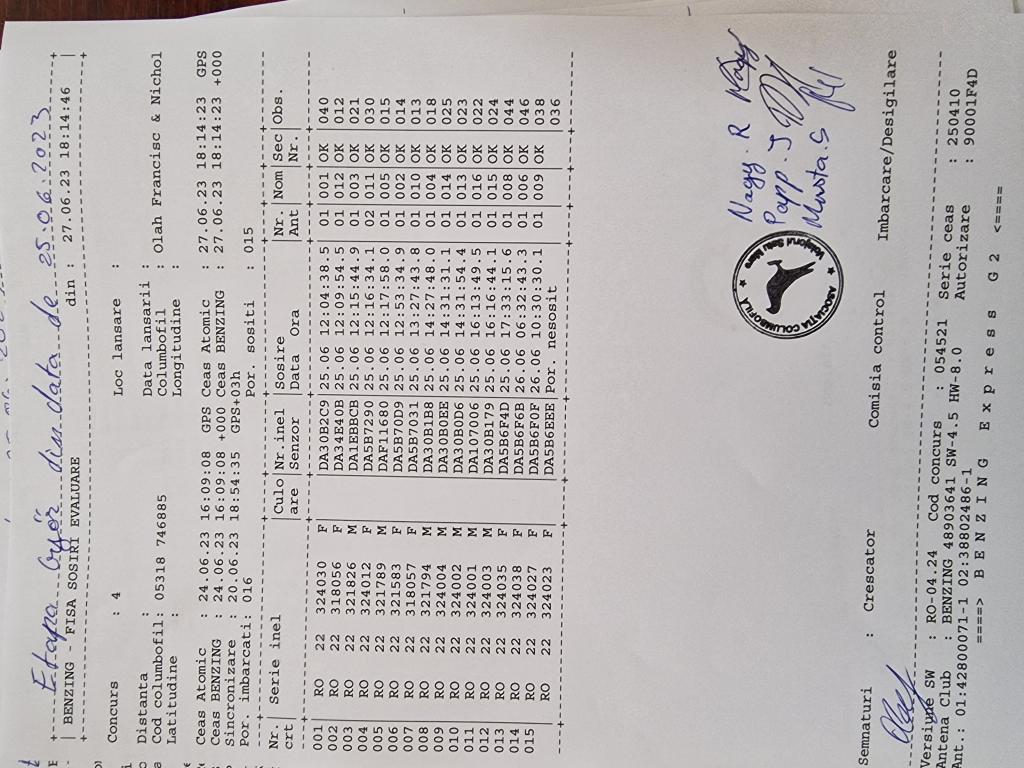 Etapa Győr din data de 25.06.2023
BENZING - FISA SOSIRI EVALUARE din : 27.06.23 18:14:46
Concurs : 4 Loc lansare :
Distanta : Data lansarii :
Cod columbofil: 05318 746885 Columbofil : Olah Francisc & Nichol
Latitudine : Longitudine :
Ceas Atomic : 24.06.23 16:09:08 GPS Ceas Atomic : 27.06.23 18:14:23 GPS
Ceas BENZING : 24.06.23 16:09:08 +000 Ceas BENZING : 27.06.23 18:14:23 +000
Sincronizare : 20.06.23 18:54:35 GPS+03h
Por. imbarcati: 016 Por. sositi : 015
Nr. Serie inel Culo Nr.inel Sosire Nr. Nom Sec Obs.
crt are Senzor Data Ora Ant Nr.
001 RO 22 324030 F DA30B2C9 25.06 12:04:38.5 01 001 OK 040
002 RO 22 318056 F DA34E40B 25.06 12:09:54.5 01 012 OK 012
003 RO 22 321826 M DA1EBBCB 25.06 12:15:44.9 01 003 OK 021
004 RO 22 324012 F DA5B7290 25.06 12:16:34.1 02 011 OK 030
005 RO 22 321789 M DAF11680 25.06 12:17:58.0 01 005 OK 015
006 RO 22 321583 F DA5B70D9 25.06 12:53:34.9 01 002 OK 014
007 RO 22 318057 F DA5B7031 25.06 13:27:43.8 01 010 OK 013
008 RO 22 321794 M DA30B1B8 25.06 14:27:48.0 01 004 OK 018
009 RO 22 324004 M DA30B0EE 25.06 14:31:31.1 01 014 OK 025
010 RO 22 324002 M DA30B0D6 25.06 14:31:54.4 01 013 OK 023
011 RO 22 324001 M DA107006 25.06 16:13:49.5 01 016 OK 022
012 RO 22 324003 M DA30B179 25.06 16:16:44.1 01 015 OK 024
013 RO 22 324035 F DA5B6F4D 25.06 17:33:15.6 01 008 OK 044
014 RO 22 324038 F DA5B6F6B 26.06 06:32:43.3 01 006 OK 046
015 RO 22 324027 F DA5B6F0F 26.06 10:30:30.1 01 009 OK 038
RO 22 324023 F DA5B6EEE Por. nesosit 036
Nagy. R
Papp. J
ASOCIAȚIA COLUMBOFILĂ
Voiajorul Satu Mare
Semnaturi : Crescator Comisia control Imbarcare/Desigilare
Versiune SW : RO-04.24 Cod concurs : 054521 Serie ceas : 250410
Antena Club : BENZING 48903641 SW-4.5 HW-8.0 Autorizare : 90001F4D
Ant.: 01:42800071-1 02:38802486-1
====> B E N Z I N G E x p r e s s G 2 <====